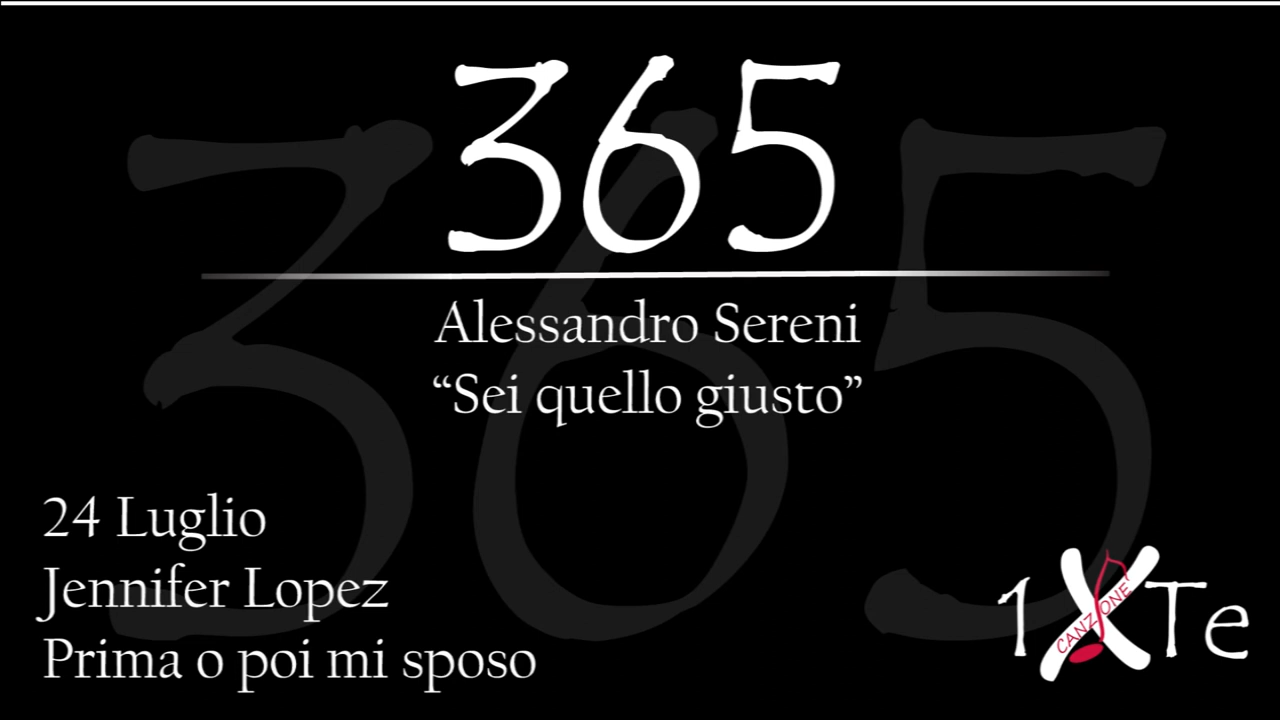 365
Alessandro Sereni
“Sei quello giusto”
24 Luglio
Jennifer Lopez
Prima o poi mi sposo
1 X Te
CANZONE